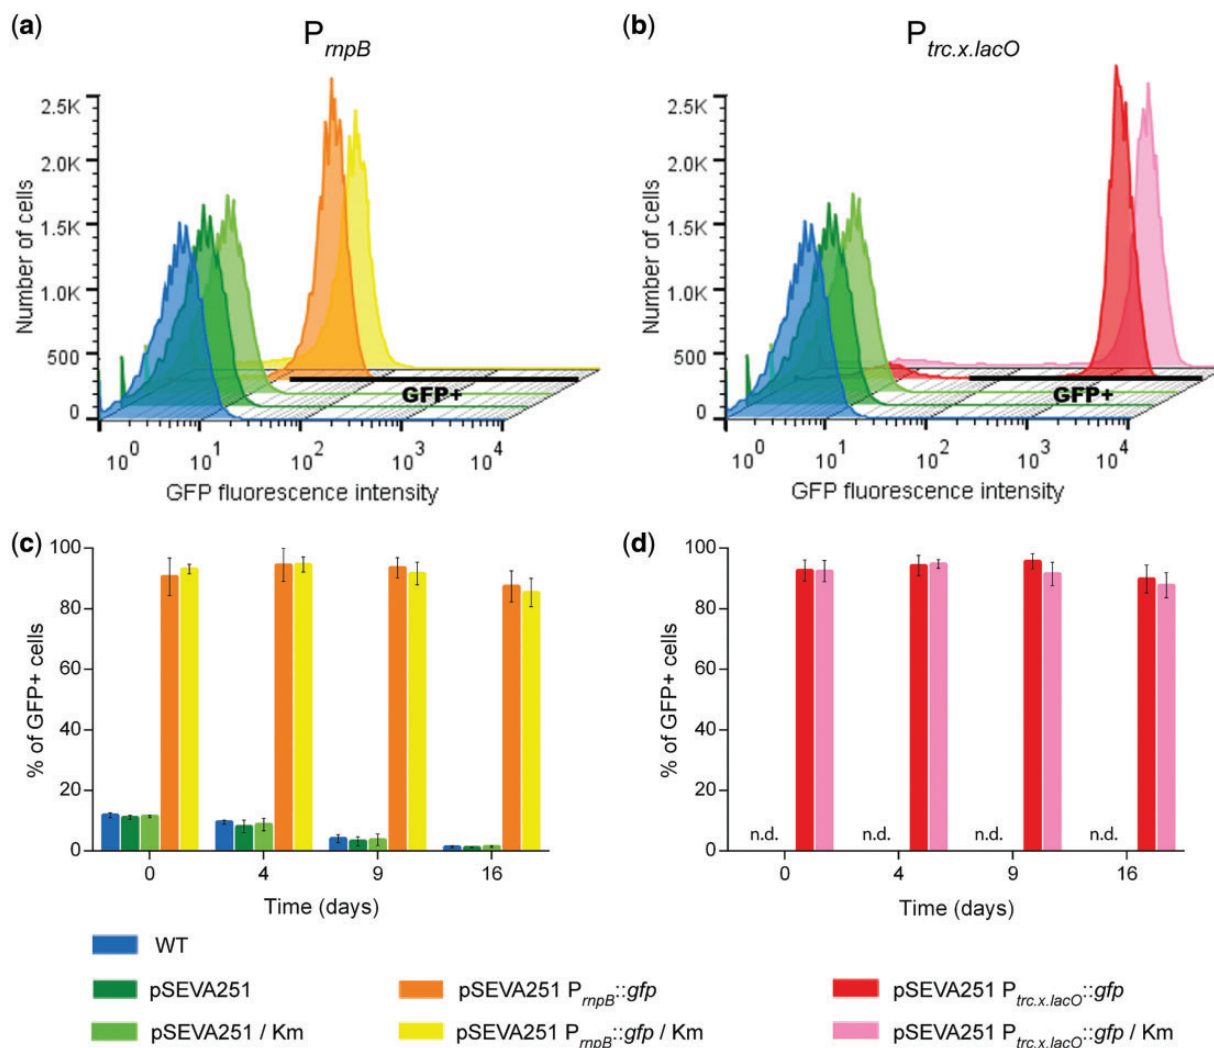 (a)
P_rnpB
Number of cells
2.5K
2.0K
1.5K
1.0K
500
0
GFP+
10^0 10^1 10^2 10^3 10^4
GFP fluorescence intensity
(b)
P_trc.x.lacO
Number of cells
2.5K
2.0K
1.5K
1.0K
500
0
GFP+
10^0 10^1 10^2 10^3 10^4
GFP fluorescence intensity
(c)
% of GFP+ cells
100
80
60
40
20
0
0 4 9 16
Time (days)
(d)
% of GFP+ cells
100
80
60
40
20
0
n.d. n.d. n.d. n.d.
0 4 9 16
Time (days)
WT
pSEVA251 pSEVA251 P_rnpB::gfp pSEVA251 P_trc.x.lacO::gfp
pSEVA251 / Km pSEVA251 P_rnpB::gfp / Km pSEVA251 P_trc.x.lacO::gfp / Km